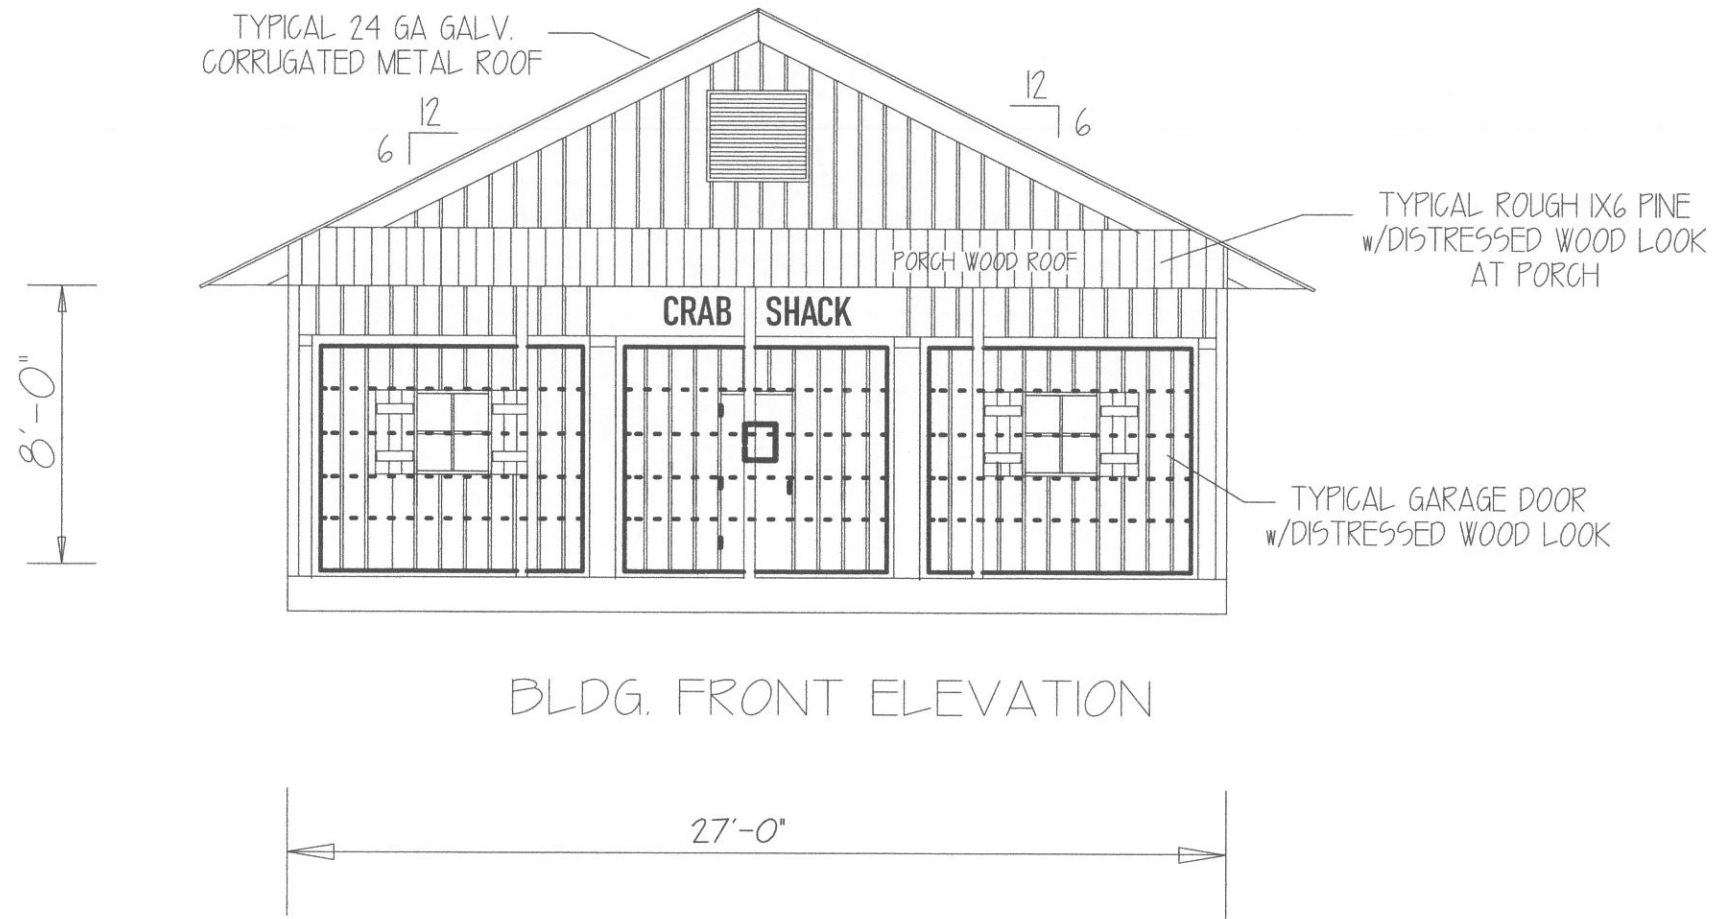 TYPICAL 24 GA GALV.
CORRUGATED METAL ROOF
12
6
12
6
TYPICAL ROUGH 1X6 PINE
w/DISTRESSED WOOD LOOK
AT PORCH
PORCH WOOD ROOF
CRAB SHACK
8'-0"
TYPICAL GARAGE DOOR
w/DISTRESSED WOOD LOOK
BLDG. FRONT ELEVATION
27'-0"